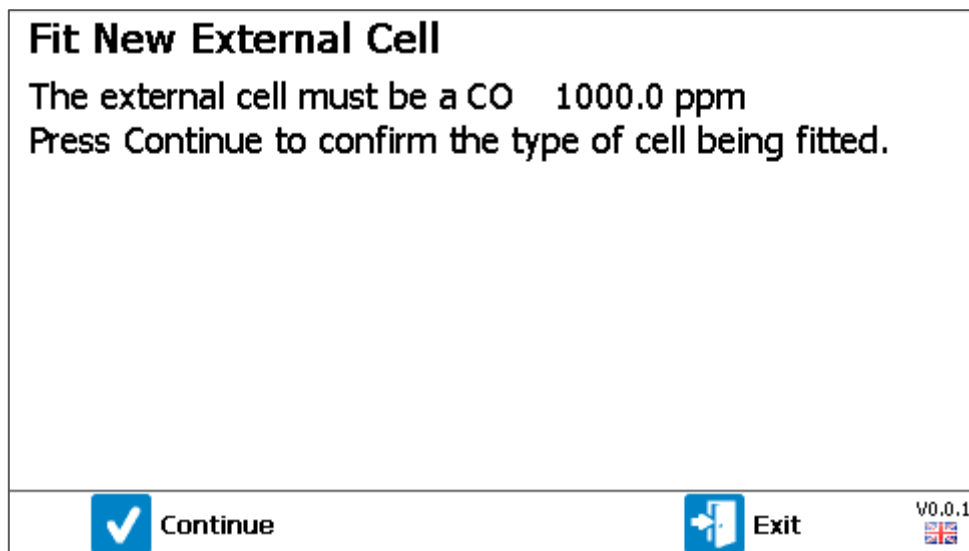 Fit New External Cell
The external cell must be a CO 1000.0 ppm
Press Continue to confirm the type of cell being fitted.
Continue
Exit
V0.0.1